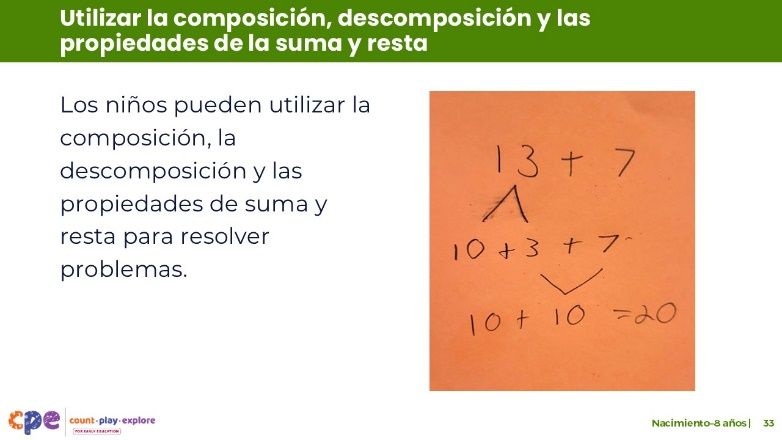 Utilizar la composición, descomposición y las
propiedades de la suma y resta
Los niños pueden utilizar la
composición, la
descomposición y las
propiedades de suma y
resta para resolver
problemas.
13 + 7
10 + 3 + 7
10 + 10 = 20
cpe
count·play·explore
FOR EARLY EDUCATION
Nacimiento–8 años | 33